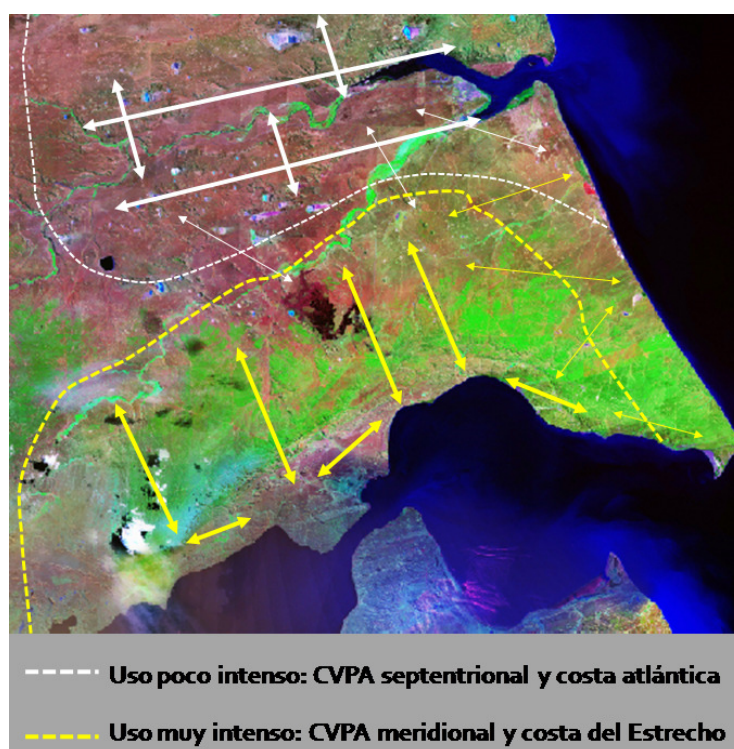 Uso poco intenso: CVPA septentrional y costa atlántica
Uso muy intenso: CVPA meridional y costa del Estrecho